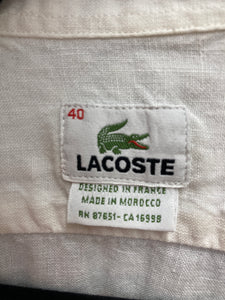 40
LACOSTE
DESIGNED IN FRANCE
MADE IN MOROCCO
RN 87651-CA 16998